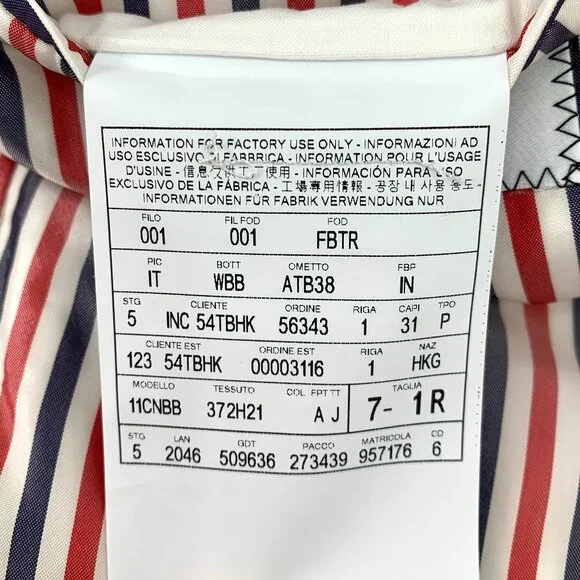 INFORMATION FOR FACTORY USE ONLY - INFORMAZIONI AD
USO ESCLUSIVO DI FABBRICA - INFORMATION POUR L'USAGE
D'USINE - 信息仅供工厂使用 - INFORMACIÓN PARA USO
EXCLUSIVO DE LA FÁBRICA - 工場専用情報 - 공장 내 사용 용도 -
INFORMATIONEN FÜR FABRIK VERWENDUNG NUR
FILO FIL FOD FOD
001 001 FBTR
PIC BOTT OMETTO FBP
IT WBB ATB38 IN
STG CLIENTE ORDINE RIGA CAPI TPO
5 INC 54TBHK 56343 1 31 P
CLIENTE EST ORDINE EST RIGA NAZ
123 54TBHK 00003116 1 HKG
MODELLO TESSUTO COL FPT TT TAGLIA
11CNBB 372H21 A J 7- 1R
STG LAN GDT PACCO MATRICOLA CD
5 2046 509636 273439 957176 6